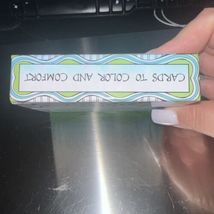 CARDS TO COLOR AND COMFORT